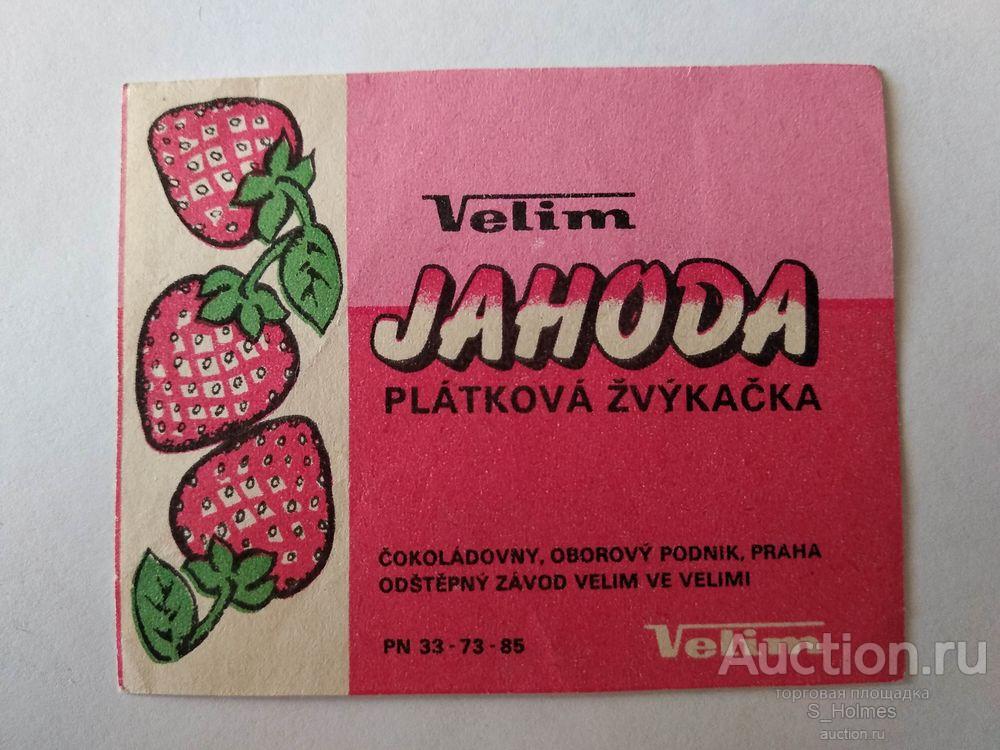 Velim
JAHODA
PLÁTKOVÁ ŽVÝKAČKA
ČOKOLÁDOVNY, OBOROVÝ PODNIK, PRAHA
ODŠTĚPNÝ ZÁVOD VELIM VE VELIMI
PN 33-73-85
Velim
Auction.ru
торговая площадка
S_Holmes
auction.ru